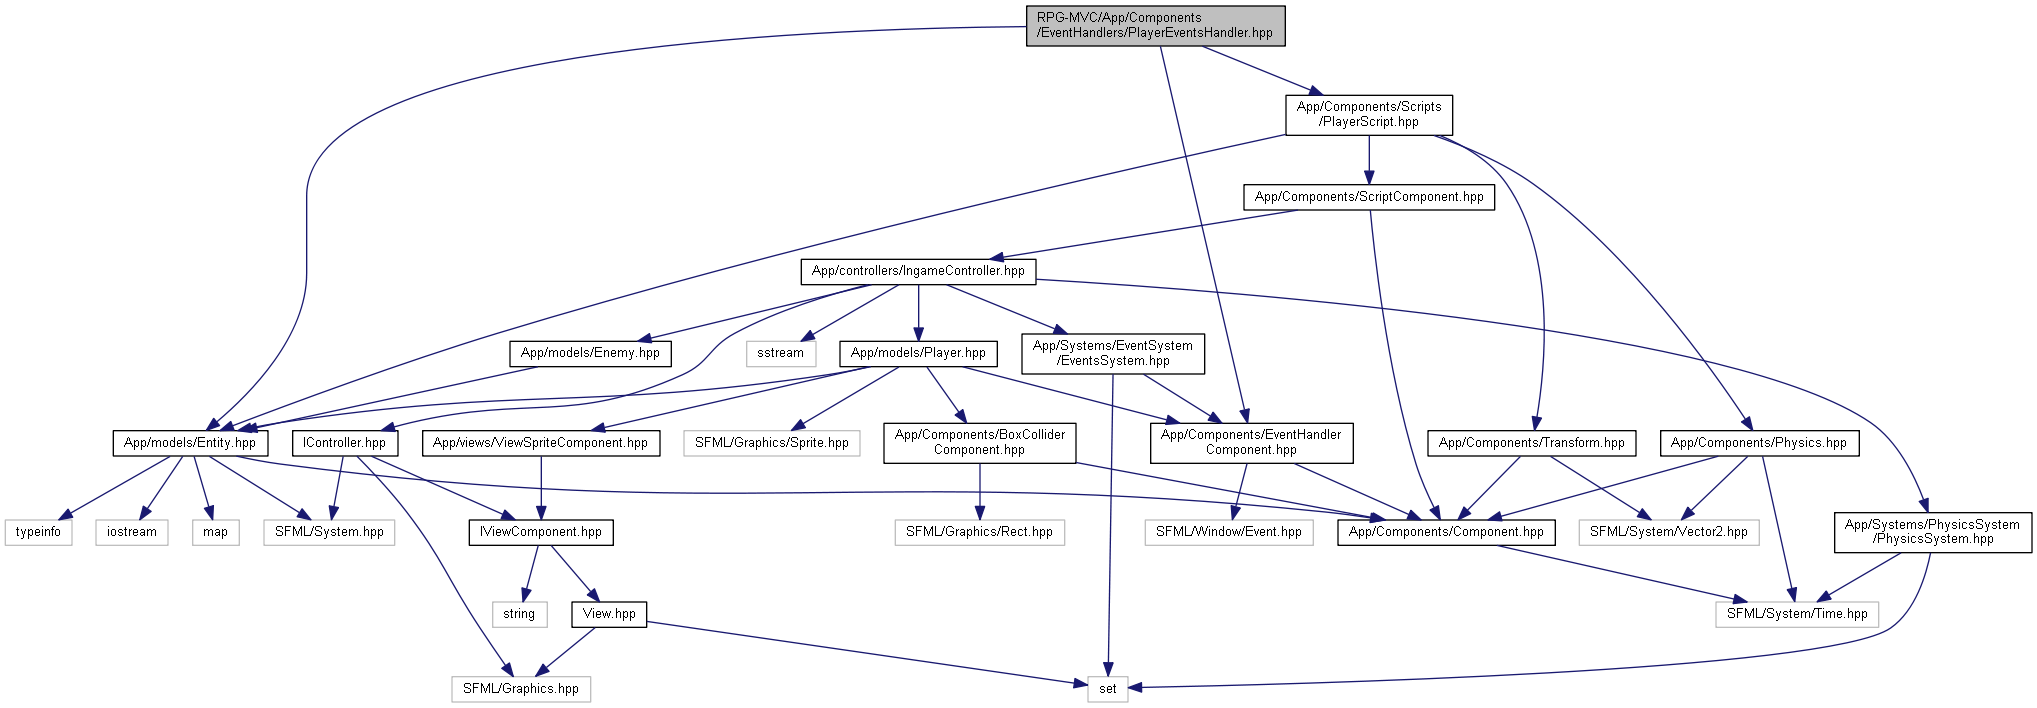 RPG-MVC/App/Components
/EventHandlers/PlayerEventsHandler.hpp
App/Components/Scripts
/PlayerScript.hpp
App/Components/ScriptComponent.hpp
App/controllers/IngameController.hpp
App/models/Enemy.hpp
sstream
App/models/Player.hpp
App/Systems/EventSystem
/EventsSystem.hpp
App/models/Entity.hpp
IController.hpp
App/views/ViewSpriteComponent.hpp
SFML/Graphics/Sprite.hpp
App/Components/BoxCollider
Component.hpp
App/Components/EventHandler
Component.hpp
App/Components/Transform.hpp
App/Components/Physics.hpp
typeinfo
iostream
map
SFML/System.hpp
IViewComponent.hpp
SFML/Graphics/Rect.hpp
SFML/Window/Event.hpp
App/Components/Component.hpp
SFML/System/Vector2.hpp
App/Systems/PhysicsSystem
/PhysicsSystem.hpp
string
View.hpp
SFML/System/Time.hpp
SFML/Graphics.hpp
set